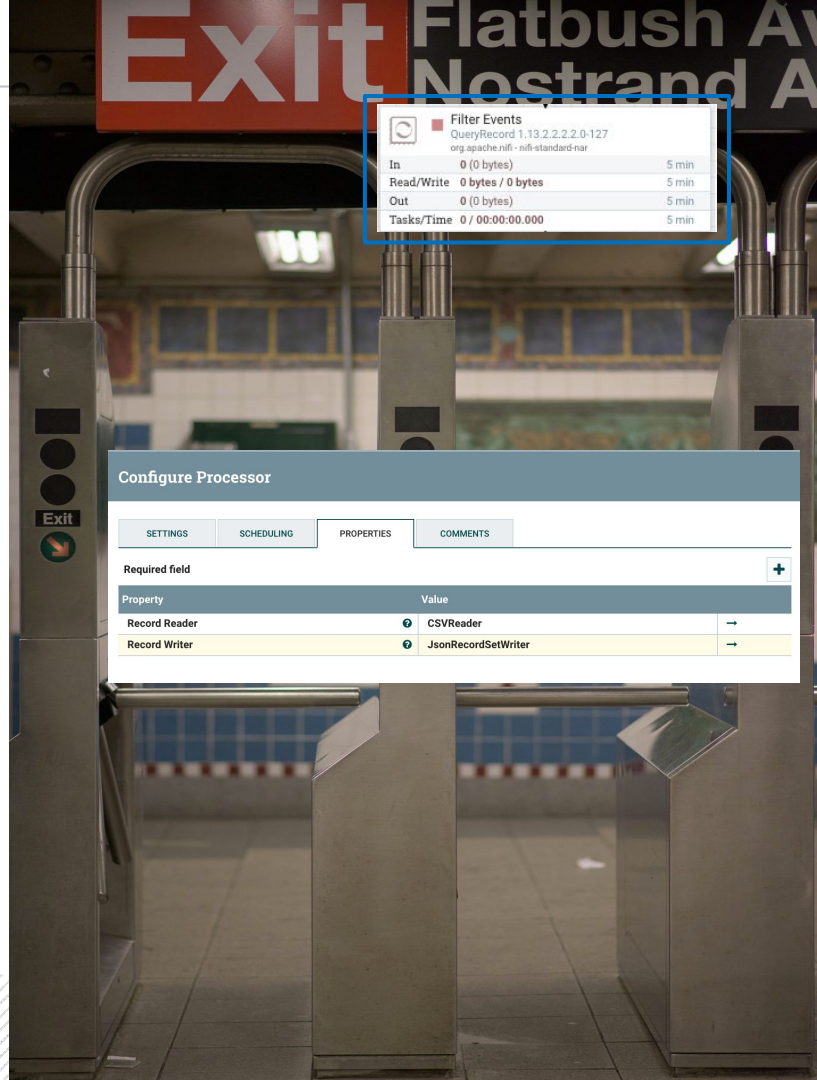 Exit
Flatbush Av
Nostrand A
Filter Events
QueryRecord 1.13.2.2.2.2.0-127
org.apache.nifi - nifi-standard-nar
In 0 (0 bytes) 5 min
Read/Write 0 bytes / 0 bytes 5 min
Out 0 (0 bytes) 5 min
Tasks/Time 0 / 00:00:00.000 5 min
Configure Processor
SETTINGS SCHEDULING PROPERTIES COMMENTS
Required field
Property Value
Record Reader CSVReader
Record Writer JsonRecordSetWriter
Exit